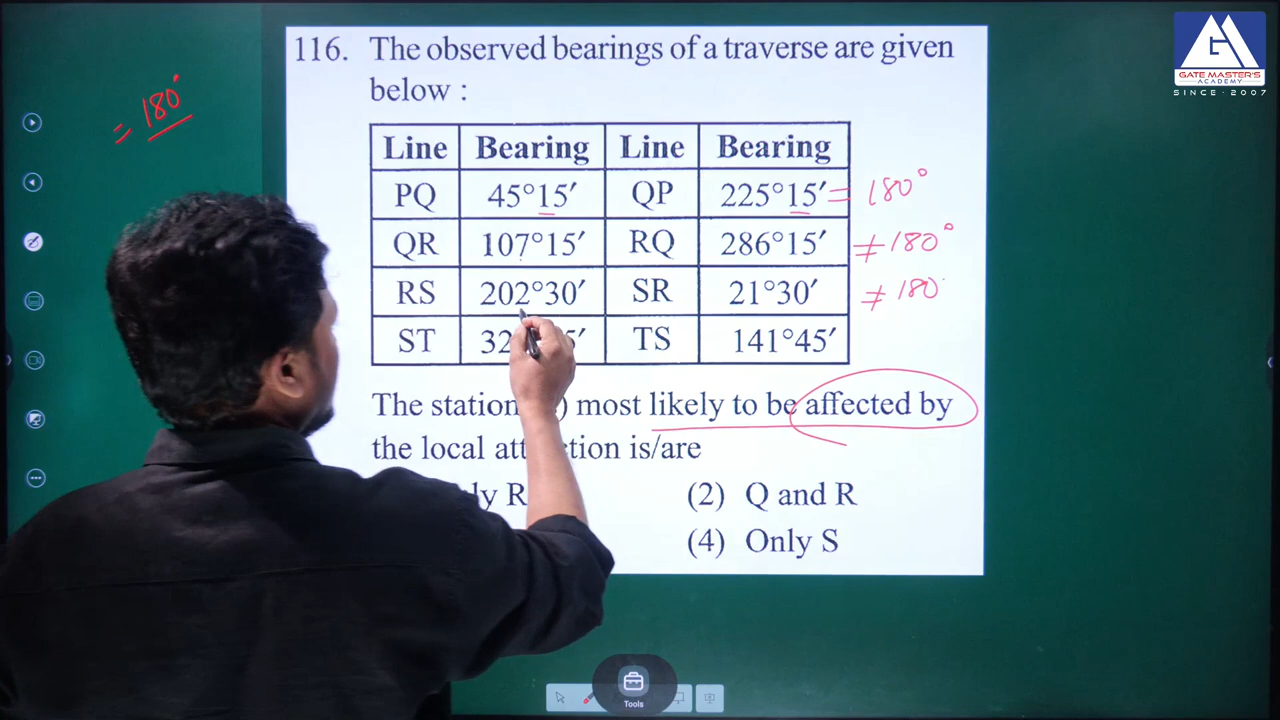 116. The observed bearings of a traverse are given
below :
= 180°
Line Bearing Line Bearing
PQ 45°15′ QP 225°15′ = 180°
QR 107°15′ RQ 286°15′ ≠ 180°
RS 202°30′ SR 21°30′ ≠ 180
ST TS 141°45′
The most likely to be affected by
the local is/are
R (2) Q and R
(4) Only S
GATE MASTER'S
ACADEMY
SINCE - 2007
Tools